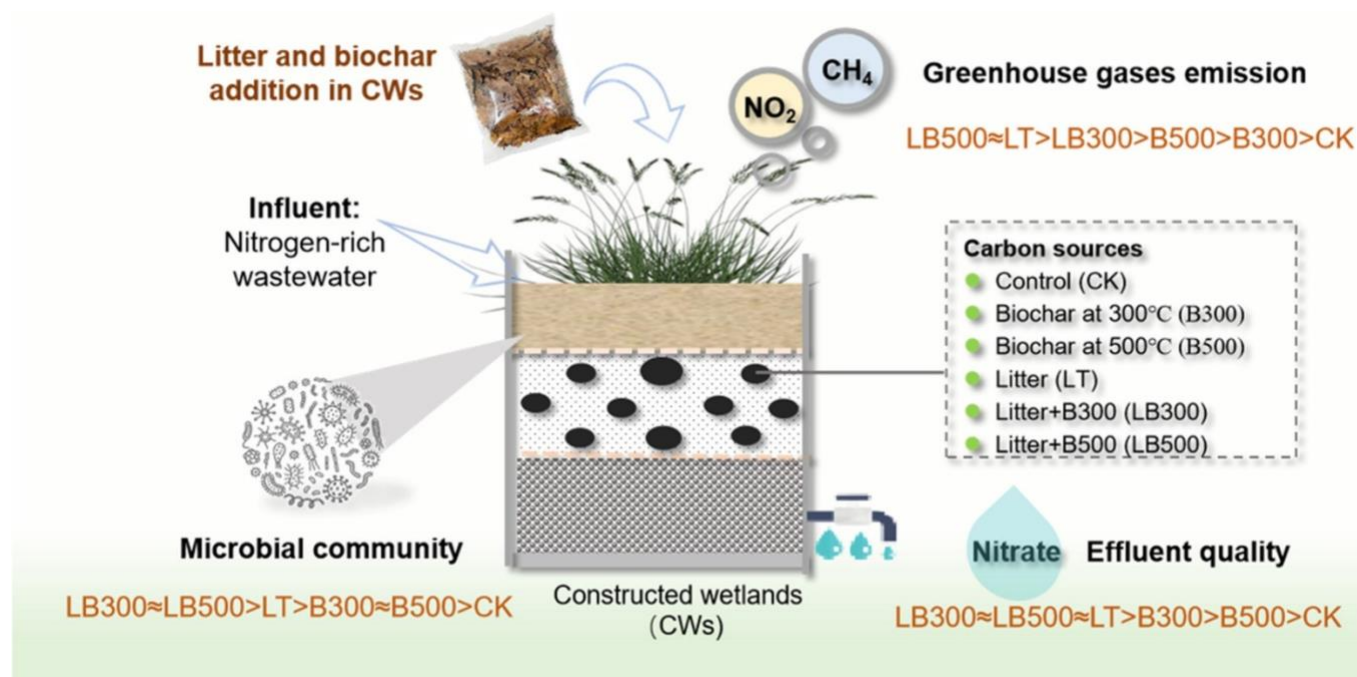 Litter and biochar
addition in CWs
NO₂
CH₄
Greenhouse gases emission
LB500≈LT>LB300>B500>B300>CK
Influent:
Nitrogen-rich
wastewater
Carbon sources
Control (CK)
Biochar at 300℃ (B300)
Biochar at 500℃ (B500)
Litter (LT)
Litter+B300 (LB300)
Litter+B500 (LB500)
Microbial community
LB300≈LB500>LT>B300≈B500>CK
Constructed wetlands
(CWs)
Nitrate Effluent quality
LB300≈LB500≈LT>B300>B500>CK